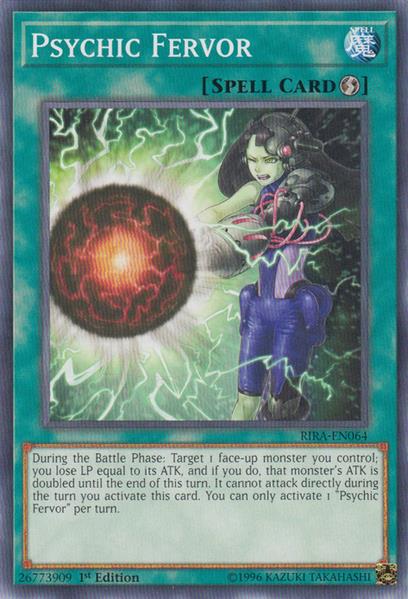 PSYCHIC FERVOR
SPELL
魔
[SPELL CARD]
RIRA-EN064
During the Battle Phase: Target 1 face-up monster you control;
you lose LP equal to its ATK, and if you do, that monster's ATK is
doubled until the end of this turn. It cannot attack directly during
the turn you activate this card. You can only activate 1 "Psychic
Fervor" per turn.
26773909 1st Edition ©1996 KAZUKI TAKAHASHI